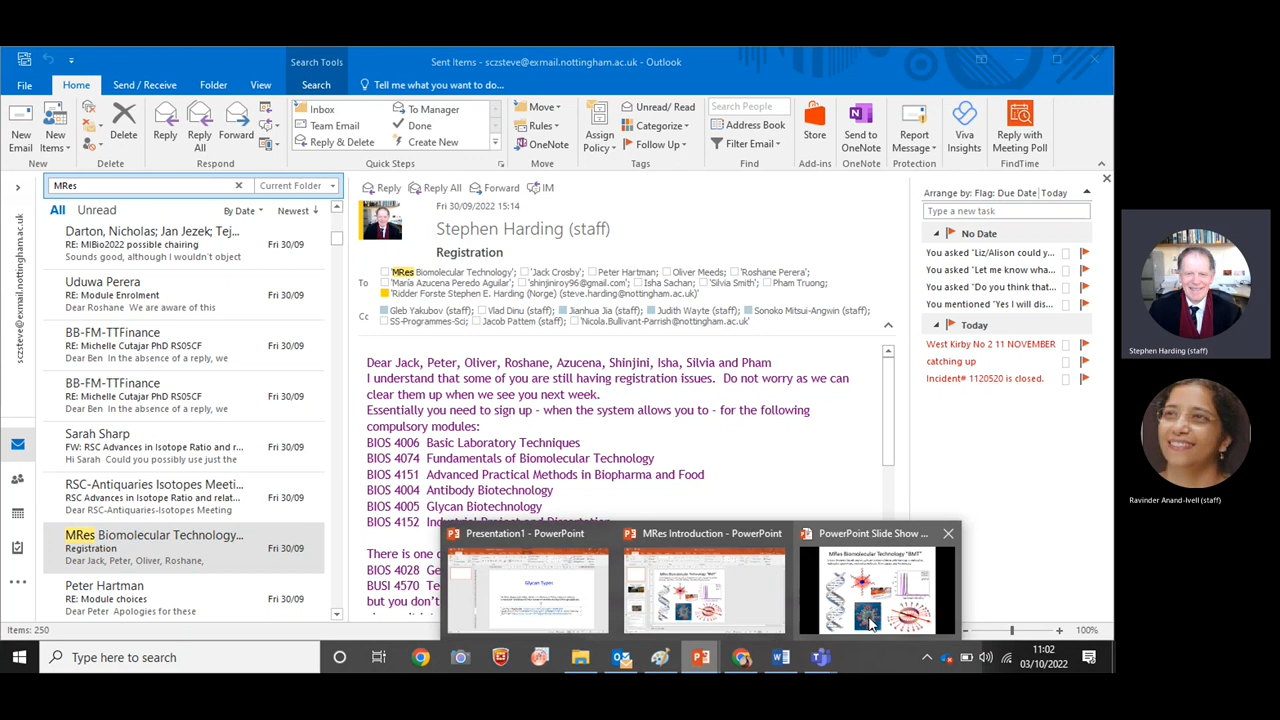 Search Tools
Sent Items - sczsteve@exmail.nottingham.ac.uk - Outlook
File
Home
Send / Receive
Folder
View
Search
Tell me what you want to do...
New Email
New Items
Delete
Reply
Reply All
Forward
Inbox
Team Email
Reply & Delete
To Manager
Done
Create New
Move
Rules
OneNote
Assign Policy
Unread/ Read
Categorize
Follow Up
Search People
Address Book
Filter Email
Store
Send to OneNote
Report Message
Viva Insights
Reply with Meeting Poll
New
Delete
Respond
Quick Steps
Move
Tags
Find
Add-ins
OneNote
Protection
FindTime
sczsteve@exmail.nottingham.ac.uk
MRes
Current Folder
All Unread
By Date
Newest
Darton, Nicholas; Jan Jezek; Tej...
RE: MIBio2022 possible chairing
Fri 30/09
Sounds good, although I wouldn't object
Uduwa Perera
RE: Module Enrolment
Fri 30/09
Roshane are aware of this
BB-FM-TTFinance
RE: Michelle Cutajar PhD RS05CF
Fri 30/09
Dear Ben In the absence of a reply, we
BB-FM-TTFinance
RE: Michelle Cutajar PhD RS05CF
Fri 30/09
Dear Ben In the absence of a reply, we
Sarah Sharp
FW: RSC Advances in Isotope Ratio and r...
Fri 30/09
Hi Sarah Could you possibly use just the
RSC-Antiquaries Isotopes Meeti...
RSC Advances in Isotope Ratio and relat...
Fri 30/09
Dear RSC-Antiquaries-Isotopes Meeting
MRes Biomolecular Technology...
Registration
Fri 30/09
Dear Jack, Peter, Oliver, Roshane,
Peter Hartman
RE: Module choices
Fri 30/09
Dear Peter Apologies for these
Items: 250
Reply
Reply All
Forward
IM
Fri 30/09/2022 15:14
Stephen Harding (staff)
Registration
To
'MRes Biomolecular Technology'; 'Jack Crosby'; Peter Hartman; Oliver Meeds; 'Roshane Perera';
'Maria Azucena Peredo Aguilar'; 'shinjiniroy96@gmail.com'; Isha Sachan; 'Silvia Smith'; Pham Truong;
'Ridder Forste Stephen E. Harding (Norge) (steve.harding@nottingham.ac.uk)
Cc
Gleb Yakubov (staff); Vlad Dinu (staff); Jianhua Jia (staff); Judith Wayte (staff); Sonoko Mitsui-Angwin (staff);
SS-Programmes-Sci; Jacob Pattem (staff); 'Nicola.Bullivant-Parrish@nottingham.ac.uk'
Dear Jack, Peter, Oliver, Roshane, Azucena, Shinjini, Isha, Silvia and Pham
I understand that some of you are still having registration issues. Do not worry as we can
clear them up when we see you next week.
Essentially you need to sign up - when the system allows you to - for the following
compulsory modules:
BIOS 4006 Basic Laboratory Techniques
BIOS 4074 Fundamentals of Biomolecular Technology
BIOS 4151 Advanced Practical Methods in Biopharma and Food
BIOS 4004 Antibody Biotechnology
BIOS 4005 Glycan Biotechnology
BIOS 4152 Industrial Project and Dissertation
There is one
BIOS 4028 Ge
BUSI 4570 Te
but you don't
Arrange by: Flag: Due Date
Today
Type a new task
No Date
You asked "Liz/Alison could y...
You asked "Let me know wha...
You asked "Do you think that
You mentioned "Yes I will dis...
Today
West Kirby No 2 11 NOVEMBER
catching up
Incident# 1120520 is closed.
Presentation1 - PowerPoint
MRes Introduction - PowerPoint
PowerPoint Slide Show ...
Glycan Types
MRes Biomolecular Technology "BMT"
100%
Type here to search
11:02
03/10/2022
Stephen Harding (staff)
Ravinder Anand-Ivell (staff)